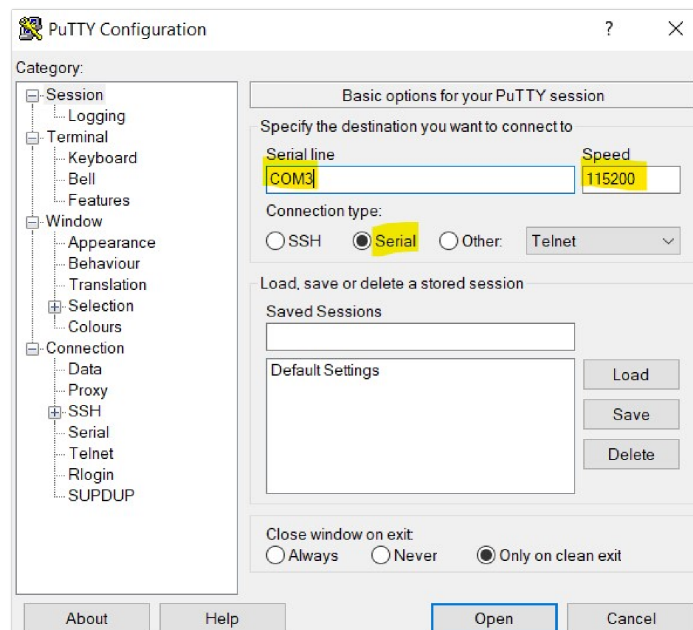 PuTTY Configuration
?
Category:
Session
Logging
Terminal
Keyboard
Bell
Features
Window
Appearance
Behaviour
Translation
Selection
Colours
Connection
Data
Proxy
SSH
Serial
Telnet
Rlogin
SUPDUP
Basic options for your PuTTY session
Specify the destination you want to connect to
Serial line Speed
COM3 115200
Connection type:
SSH Serial Other: Telnet
Load, save or delete a stored session
Saved Sessions
Default Settings
Load
Save
Delete
Close window on exit:
Always Never Only on clean exit
About Help Open Cancel